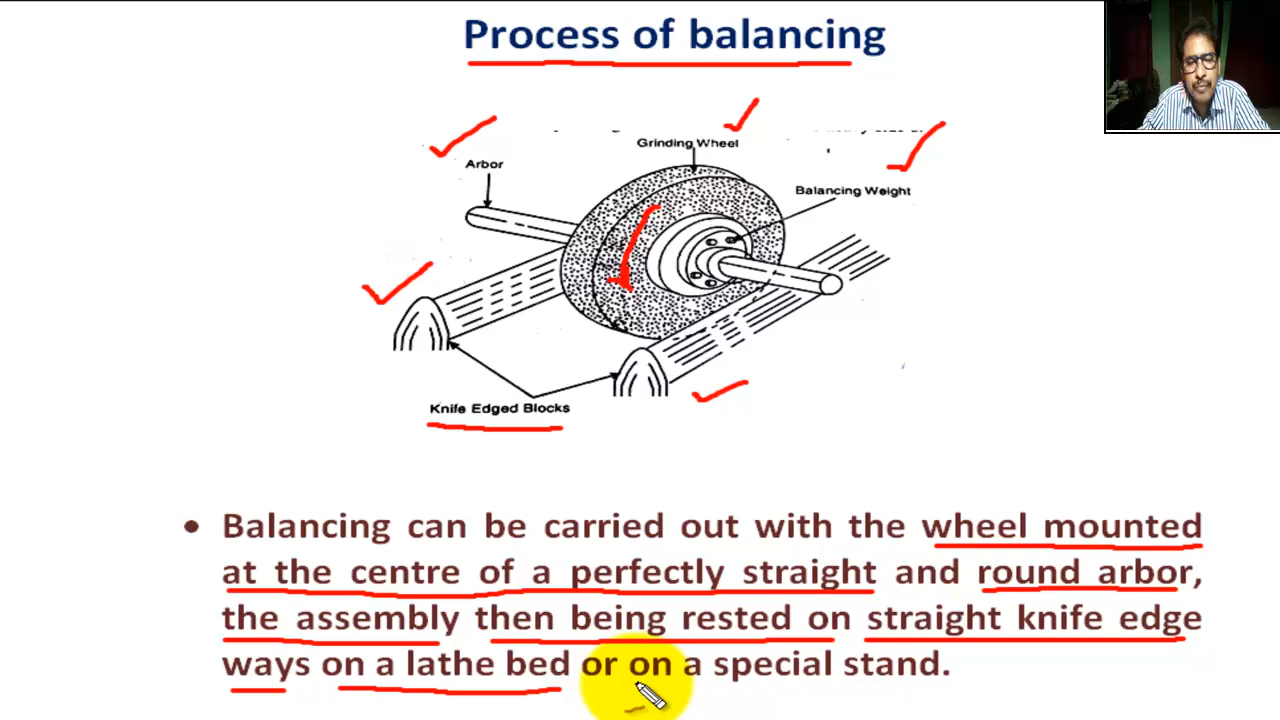 Process of balancing
Grinding Wheel
Arbor
Balancing Weight
Knife Edged Blocks
• Balancing can be carried out with the wheel mounted
at the centre of a perfectly straight and round arbor,
the assembly then being rested on straight knife edge
ways on a lathe bed or on a special stand.